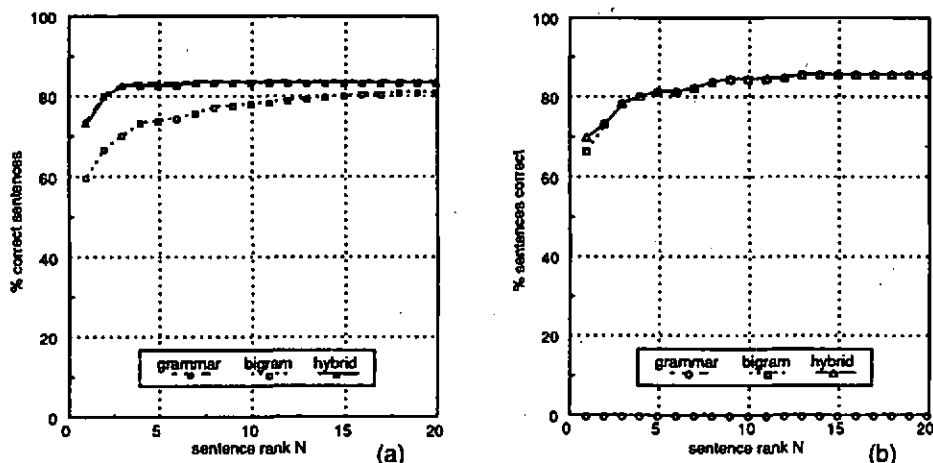 100
80
60
40
20
0
% correct sentences
grammar bigram hybrid
0 5 10 15 20
sentence rank N
(a)
100
80
60
40
20
0
% sentences correct
grammar bigram hybrid
0 5 10 15 20
sentence rank N
(b)